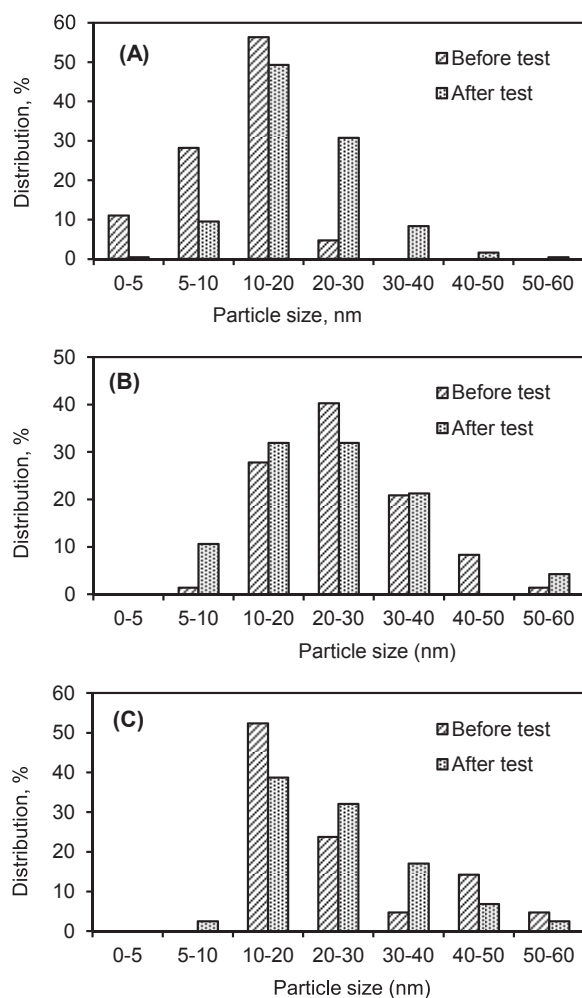 60
50
40
30
20
10
0
Distribution, %
(A)
Before test
After test
0-5 5-10 10-20 20-30 30-40 40-50 50-60
Particle size, nm
50
40
30
20
10
0
Distribution, %
(B)
Before test
After test
0-5 5-10 10-20 20-30 30-40 40-50 50-60
Particle size (nm)
60
50
40
30
20
10
0
Distribution, %
(C)
Before test
After test
0-5 5-10 10-20 20-30 30-40 40-50 50-60
Particle size (nm)